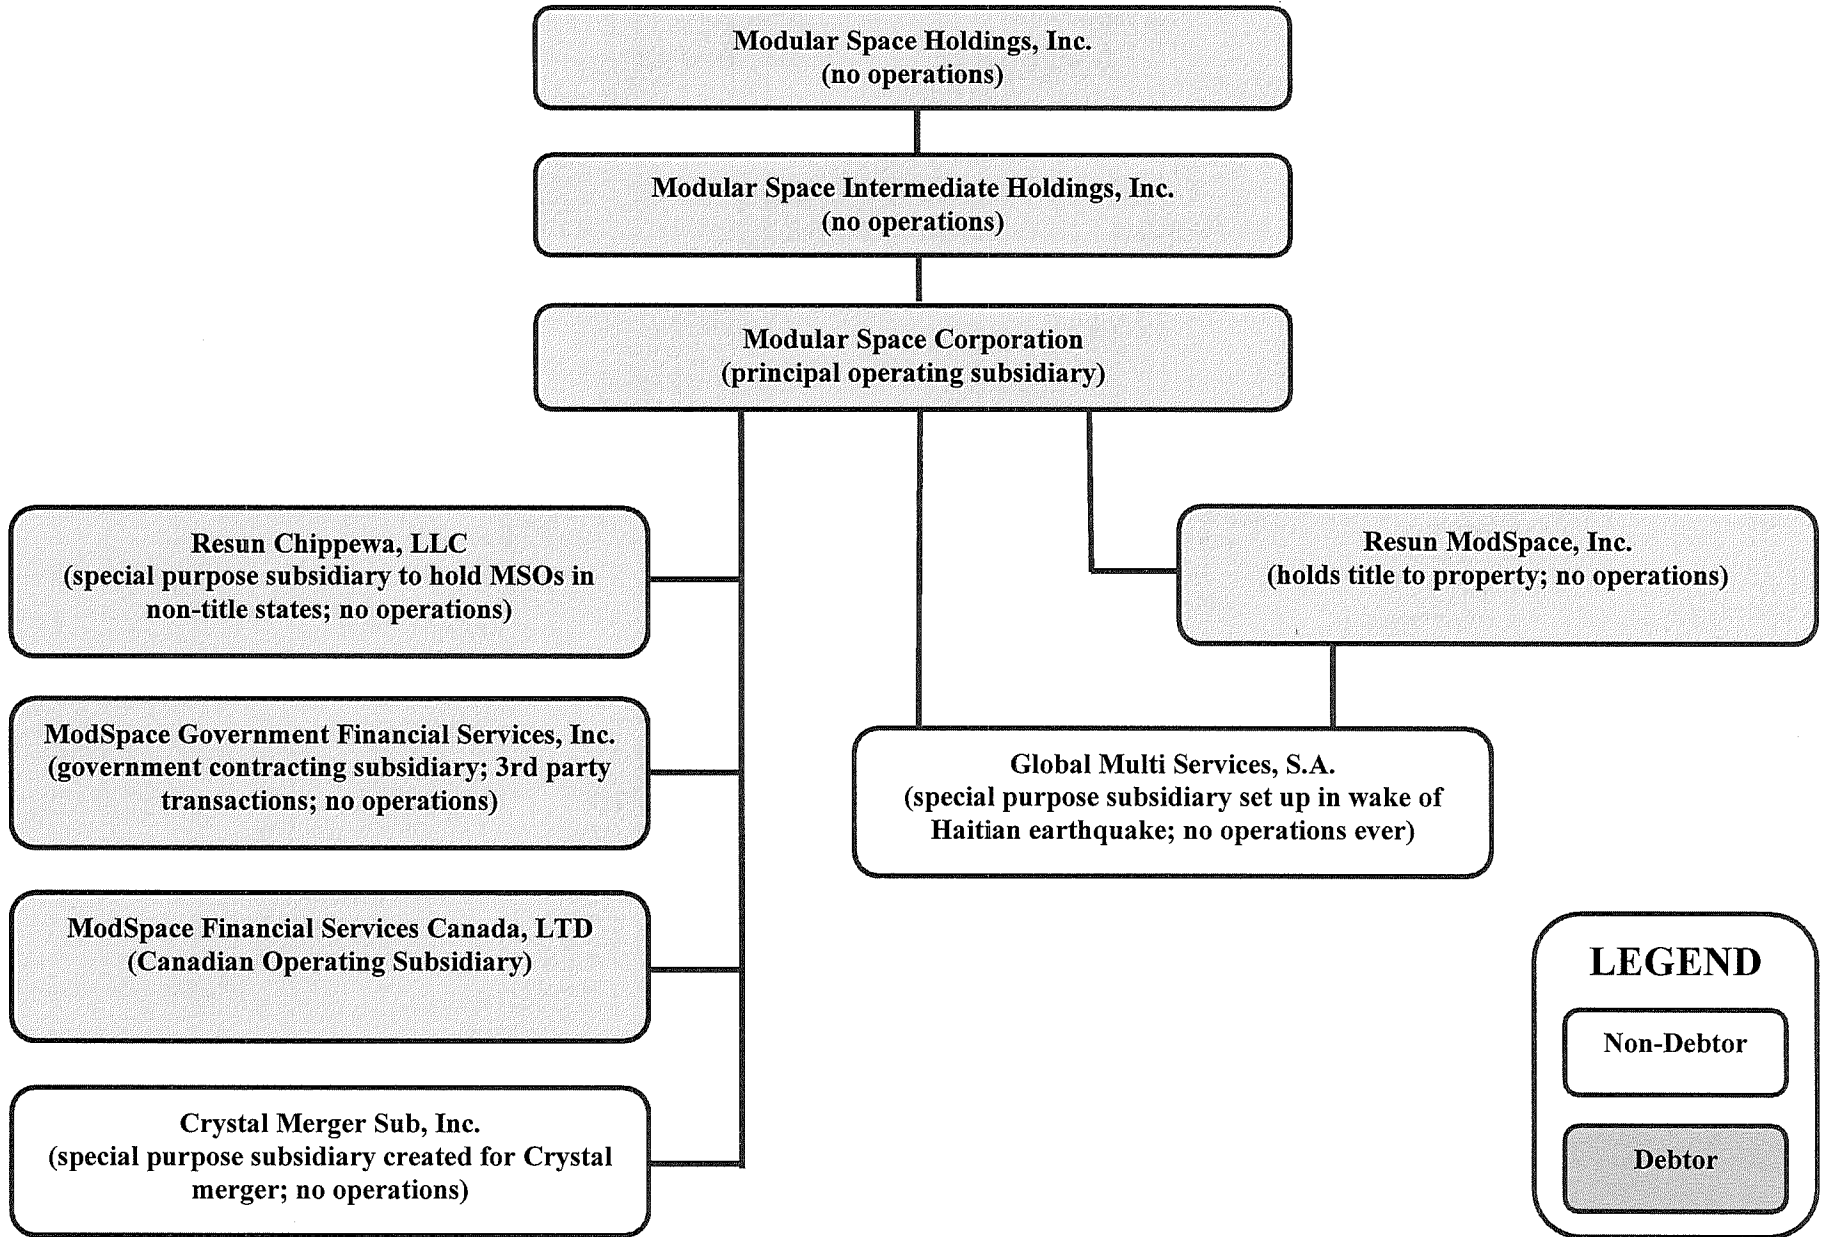 Modular Space Holdings, Inc.
(no operations)
Modular Space Intermediate Holdings, Inc.
(no operations)
Modular Space Corporation
(principal operating subsidiary)
Resun Chippewa, LLC
(special purpose subsidiary to hold MSOs in
non-title states; no operations)
Resun ModSpace, Inc.
(holds title to property; no operations)
ModSpace Government Financial Services, Inc.
(government contracting subsidiary; 3rd party
transactions; no operations)
Global Multi Services, S.A.
(special purpose subsidiary set up in wake of
Haitian earthquake; no operations ever)
ModSpace Financial Services Canada, LTD
(Canadian Operating Subsidiary)
Crystal Merger Sub, Inc.
(special purpose subsidiary created for Crystal
merger; no operations)
LEGEND
Non-Debtor
Debtor